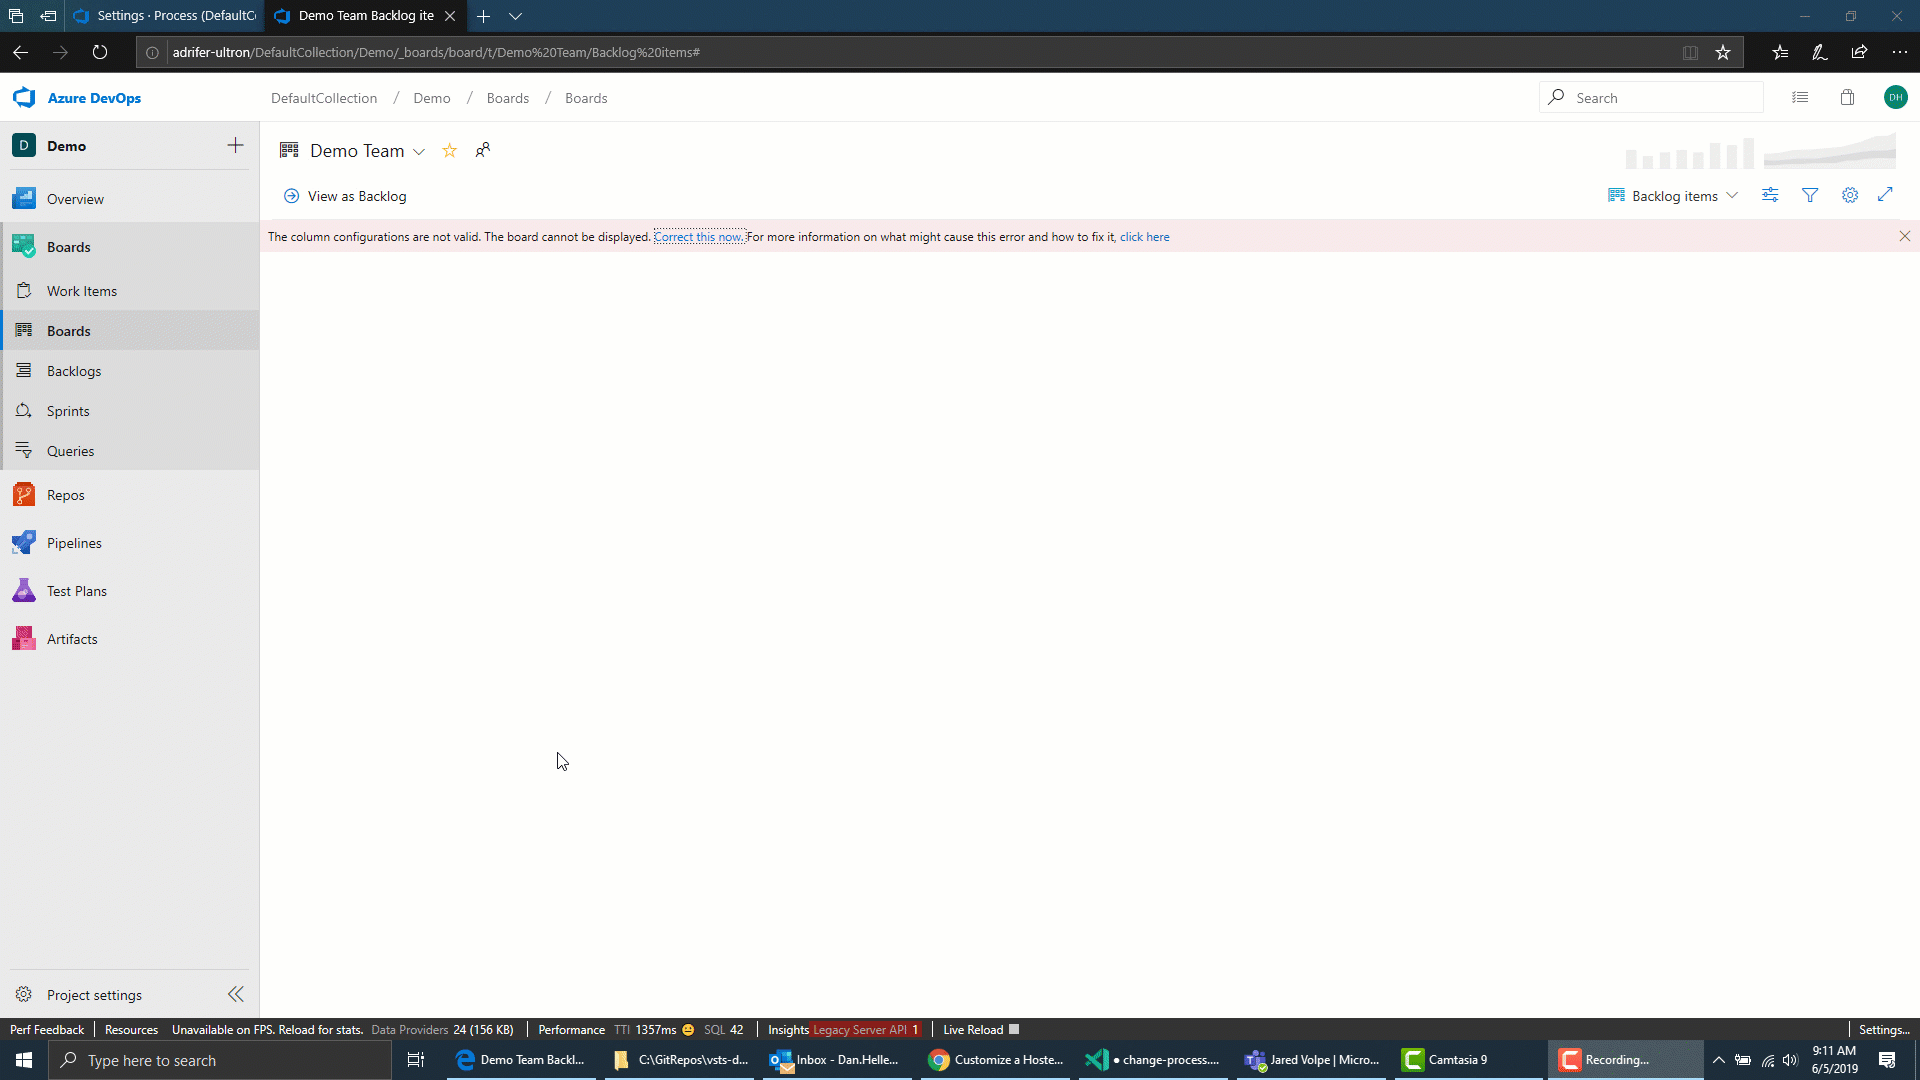 Settings · Process (DefaultCo
Demo Team Backlog ite
adrifer-ultron/DefaultCollection/Demo/_boards/board/t/Demo%20Team/Backlog%20items#
Azure DevOps
DefaultCollection / Demo / Boards / Boards
Search
DH
D Demo
Demo Team
Overview
View as Backlog
Backlog items
The column configurations are not valid. The board cannot be displayed. Correct this now. For more information on what might cause this error and how to fix it, click here
Boards
Work Items
Boards
Backlogs
Sprints
Queries
Repos
Pipelines
Test Plans
Artifacts
Project settings
Perf Feedback Resources Unavailable on FPS. Reload for stats. Data Providers 24 (156 KB) Performance TTI 1357ms SQL 42 Insights Legacy Server API 1 Live Reload Settings...
Type here to search
Demo Team Backl...
C:\GitRepos\vsts-d...
Inbox - Dan.Helle...
Customize a Hoste...
● change-process....
Jared Volpe | Micro...
Camtasia 9
Recording...
9:11 AM
6/5/2019